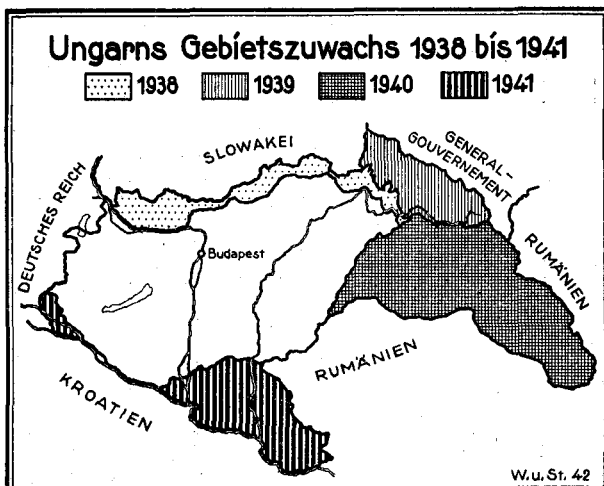 Ungarns Gebietszuwachs 1938 bis 1941
1938 1939 1940 1941
SLOWAKEI
GENERAL-
GOUVERNEMENT
DEUTSCHES REICH
Budapest
RUMÄNIEN
RUMÄNIEN
KROATIEN
W.u.St. 42